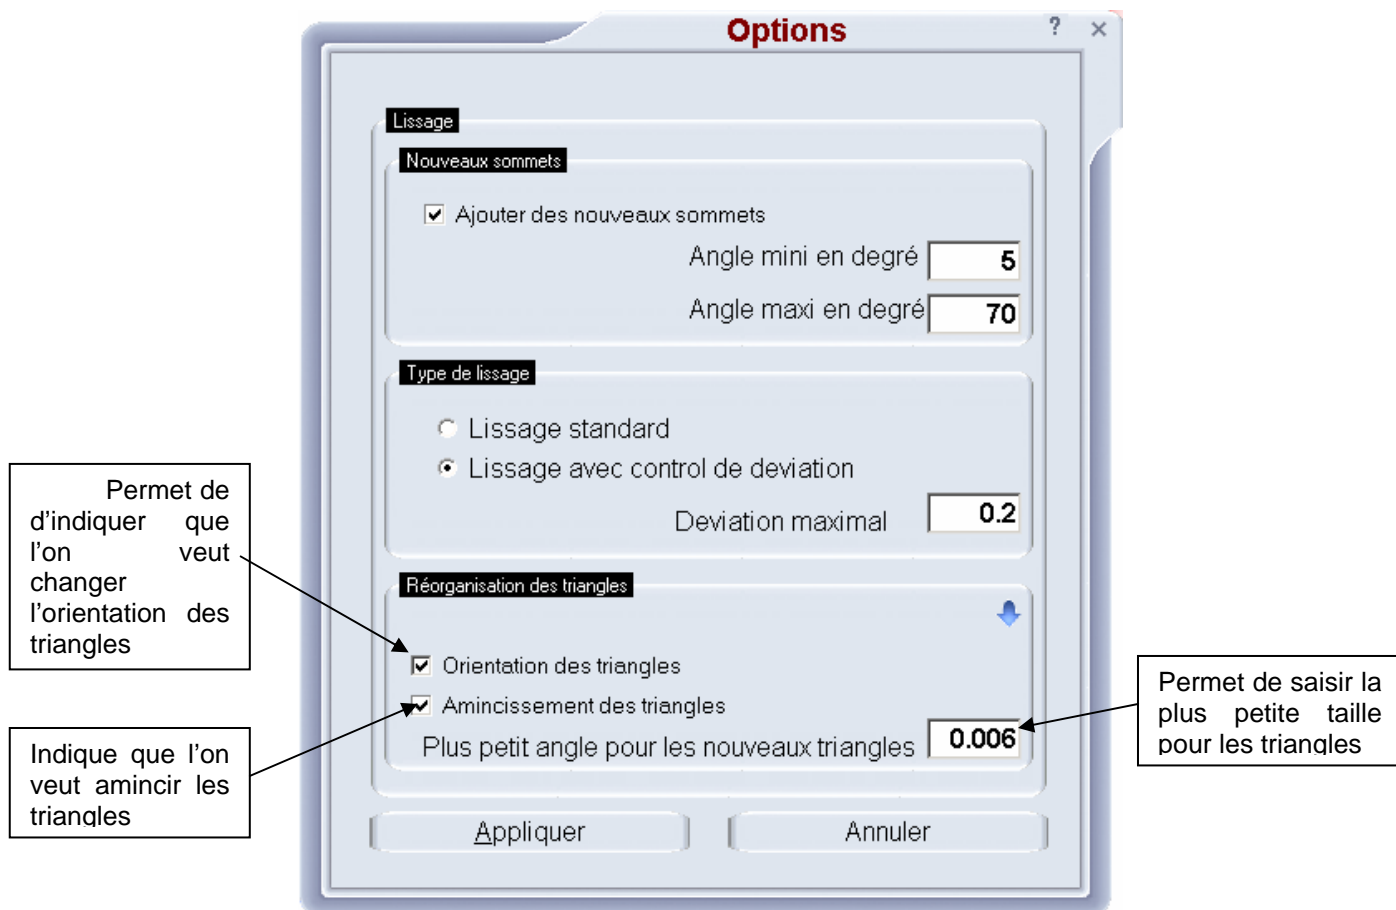 Options
?
×
Lissage
Nouveaux sommets
Ajouter des nouveaux sommets
Angle mini en degré 5
Angle maxi en degré 70
Type de lissage
Lissage standard
Lissage avec control de deviation
Deviation maximal 0.2
Réorganisation des triangles
Orientation des triangles
Amincissement des triangles
Plus petit angle pour les nouveaux triangles 0.006
Appliquer
Annuler
Permet de
d'indiquer que
l'on veut
changer
l'orientation des
triangles
Indique que l'on
veut amincir les
triangles
Permet de saisir la
plus petite taille
pour les triangles